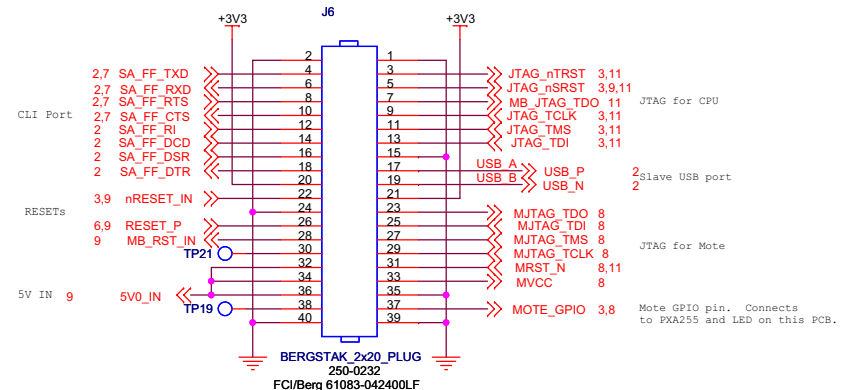 J6
+3V3 +3V3
2 1
2,7 SA_FF_TXD 4 3 JTAG_nTRST 3,11
2,7 SA_FF_RXD 6 5 JTAG_nSRST 3,9,11
2,7 SA_FF_RTS 8 7 MB_JTAG_TDO 11 JTAG for CPU
CLI Port 2,7 SA_FF_CTS 10 9 JTAG_TCLK 3,11
2 SA_FF_RI 12 11 JTAG_TMS 3,11
2 SA_FF_DCD 14 13 JTAG_TDI 3,11
2 SA_FF_DSR 16 15
2 SA_FF_DTR 18 17 USB_A USB_P 2 Slave USB port
20 19 USB_B USB_N 2
3,9 nRESET_IN 22 21
RESETs 24 23 MJTAG_TDO 8
6,9 RESET_P 26 25 MJTAG_TDI 8
9 MB_RST_IN 28 27 MJTAG_TMS 8 JTAG for Mote
TP21 30 29 MJTAG_TCLK 8
32 31 MRST_N 8,11
34 33 MVCC 8
5V IN 9 5V0_IN 36 35
TP19 38 37 MOTE_GPIO 3,8 Mote GPIO pin. Connects
40 39 to PXA255 and LED on this PCB.
BERGSTAK_2x20_PLUG
250-0232
FCI/Berg 61083-042400LF